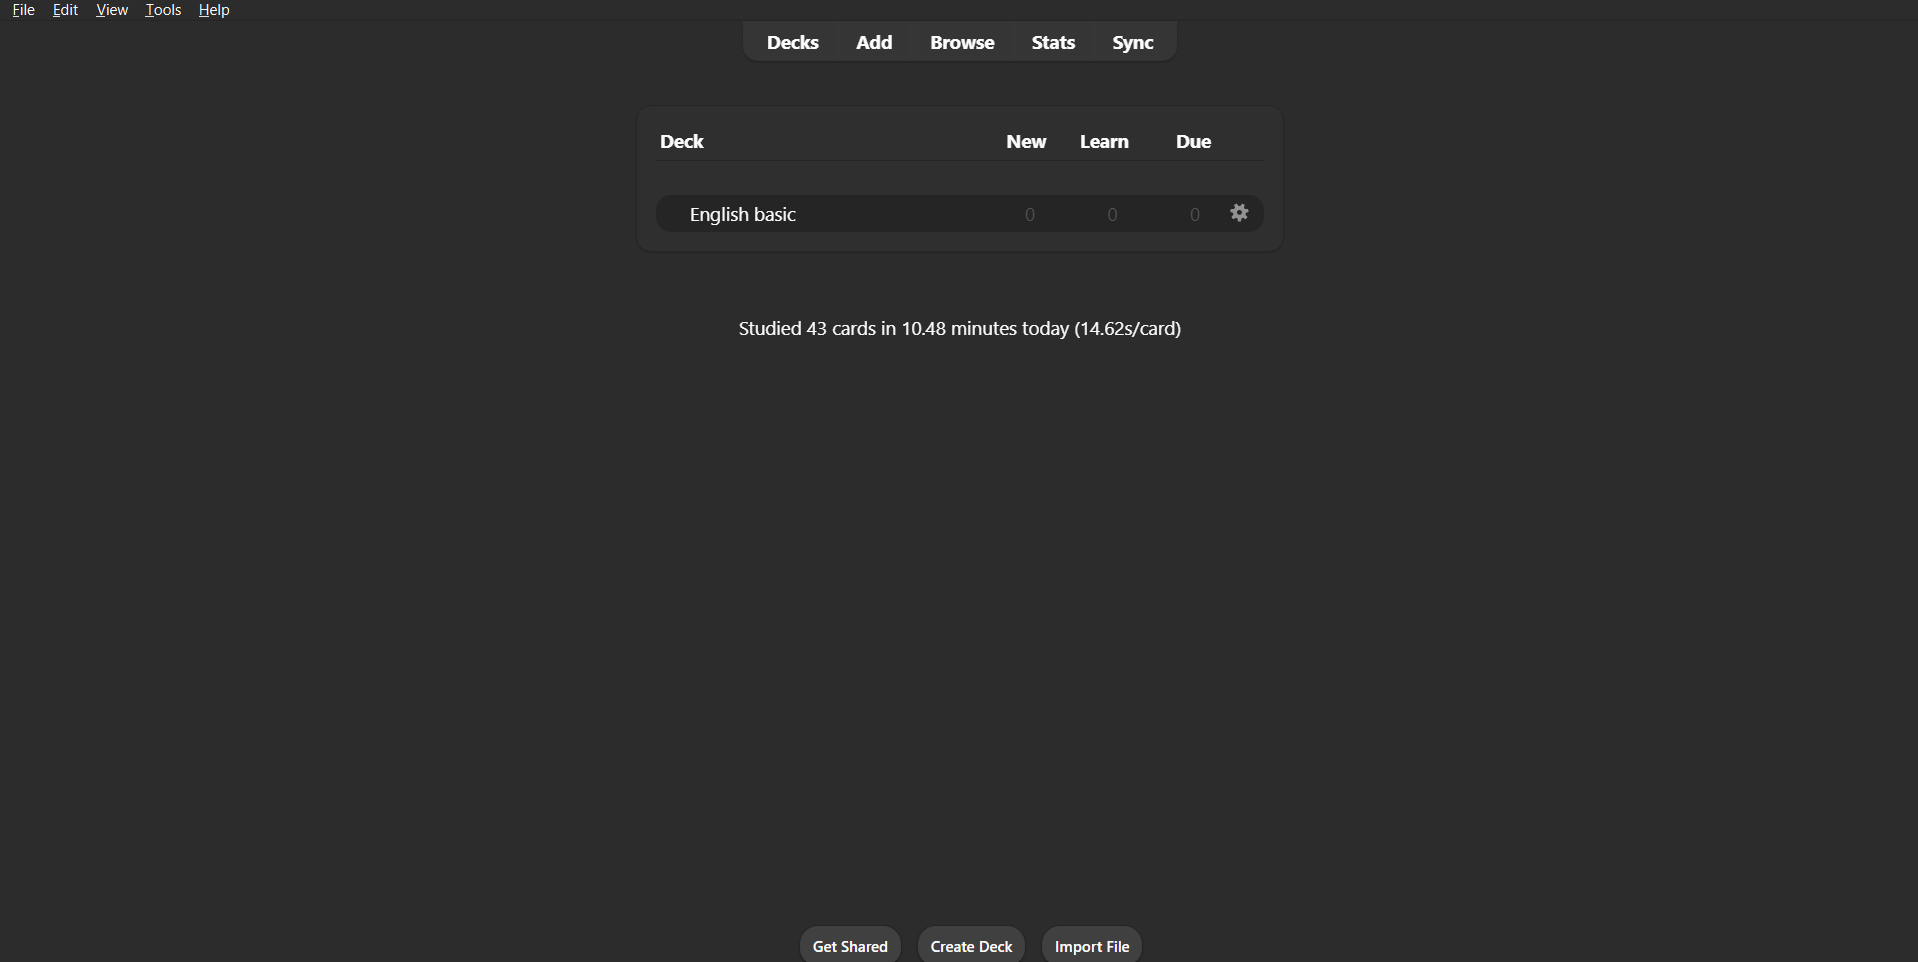 File Edit View Tools Help
Decks Add Browse Stats Sync
Deck New Learn Due
English basic 0 0 0
Studied 43 cards in 10.48 minutes today (14.62s/card)
Get Shared Create Deck Import File